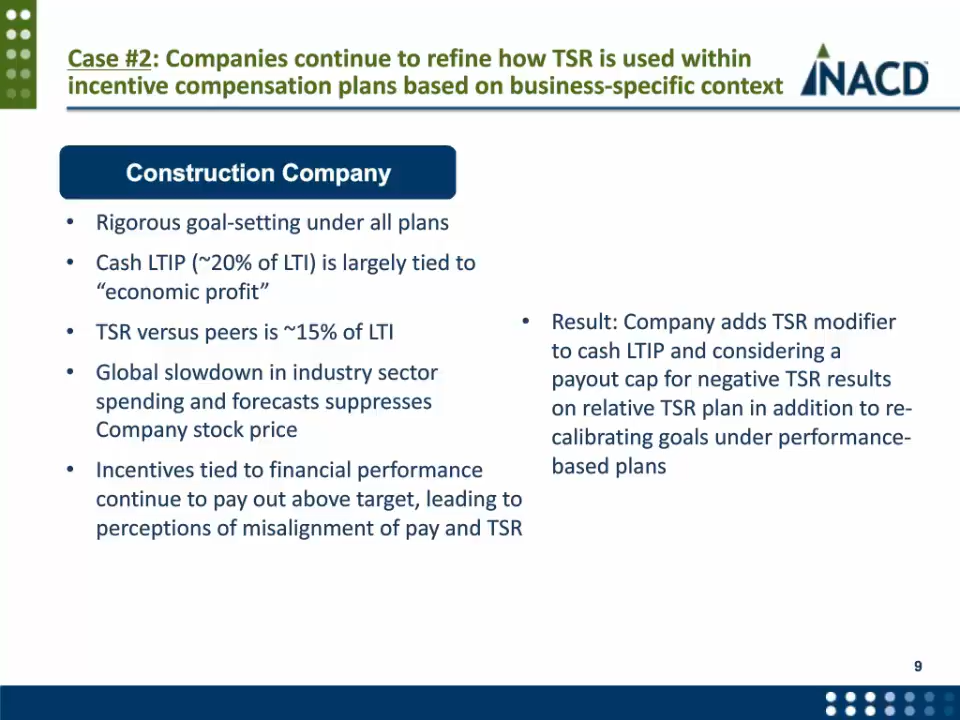 Case #2: Companies continue to refine how TSR is used within
incentive compensation plans based on business-specific context
NACD
Construction Company
• Rigorous goal-setting under all plans
• Cash LTIP (~20% of LTI) is largely tied to
“economic profit”
• TSR versus peers is ~15% of LTI
• Global slowdown in industry sector
spending and forecasts suppresses
Company stock price
• Incentives tied to financial performance
continue to pay out above target, leading to
perceptions of misalignment of pay and TSR
• Result: Company adds TSR modifier
to cash LTIP and considering a
payout cap for negative TSR results
on relative TSR plan in addition to re-
calibrating goals under performance-
based plans
9